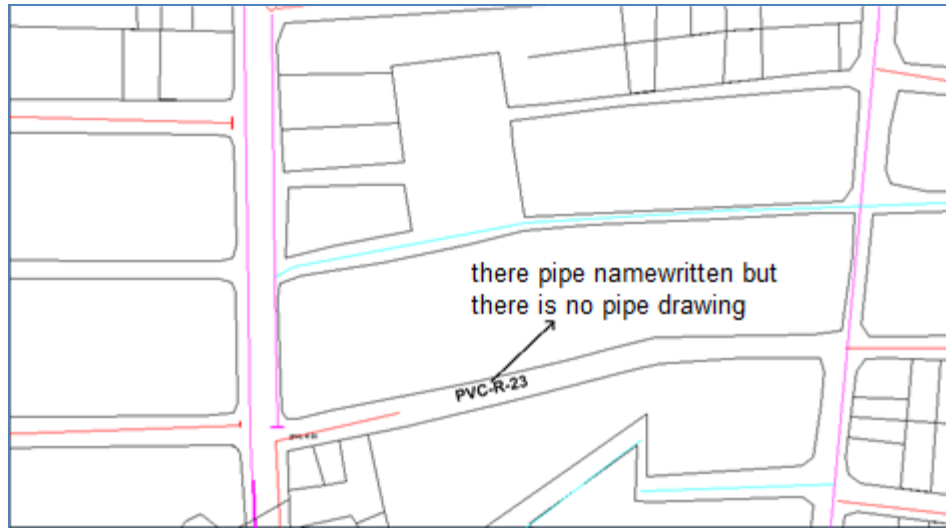 there pipe namewritten but
there is no pipe drawing
PVC-R-23